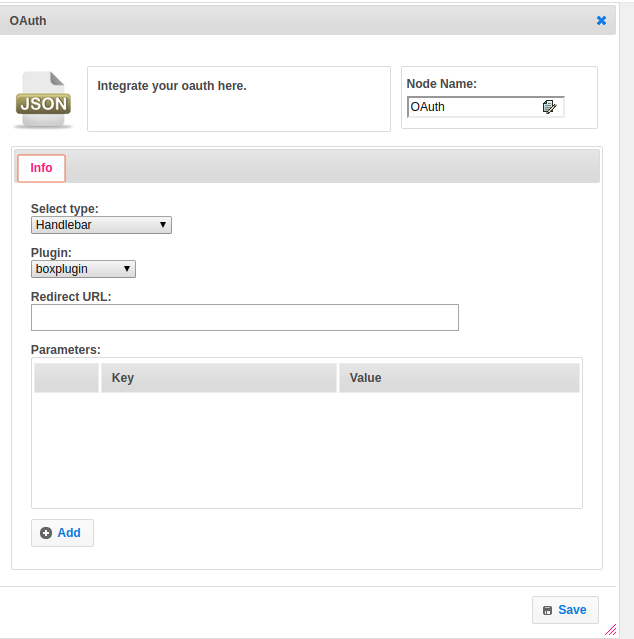 OAuth
JSON
Integrate your oauth here.
Node Name:
OAuth
Info
Select type:
Handlebar
Plugin:
boxplugin
Redirect URL:
Parameters:
Key Value
Add
Save